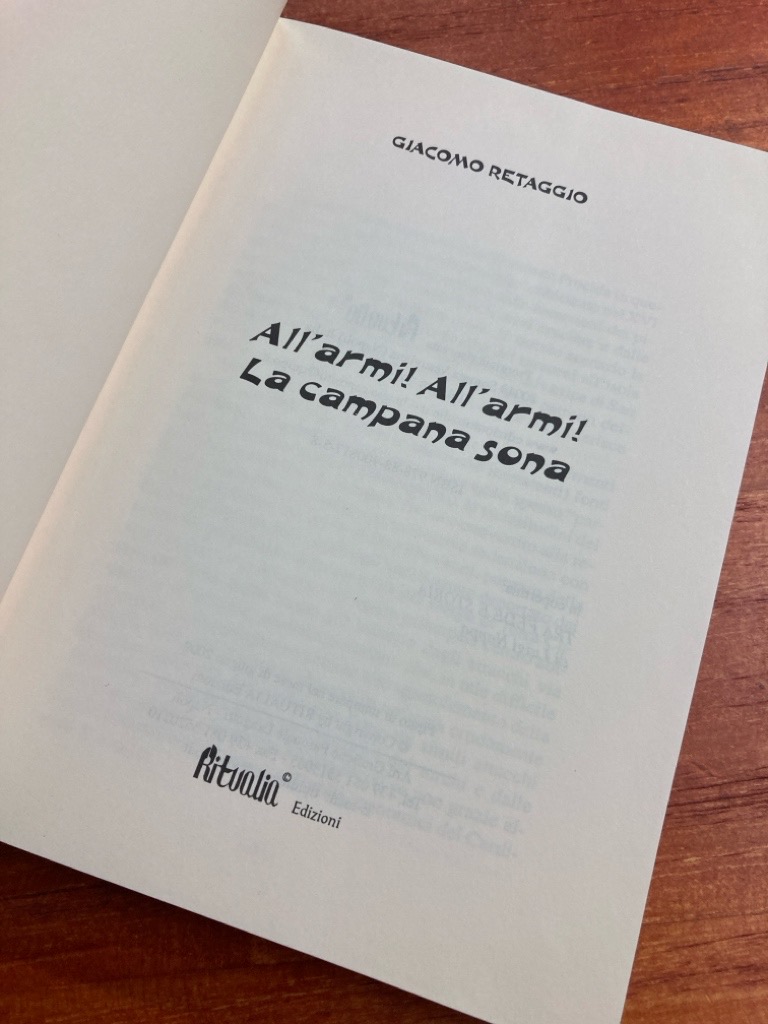 GIACOMO RETAGGIO
All'armi! All'armi!
La campana sona
Ritualia©
Edizioni